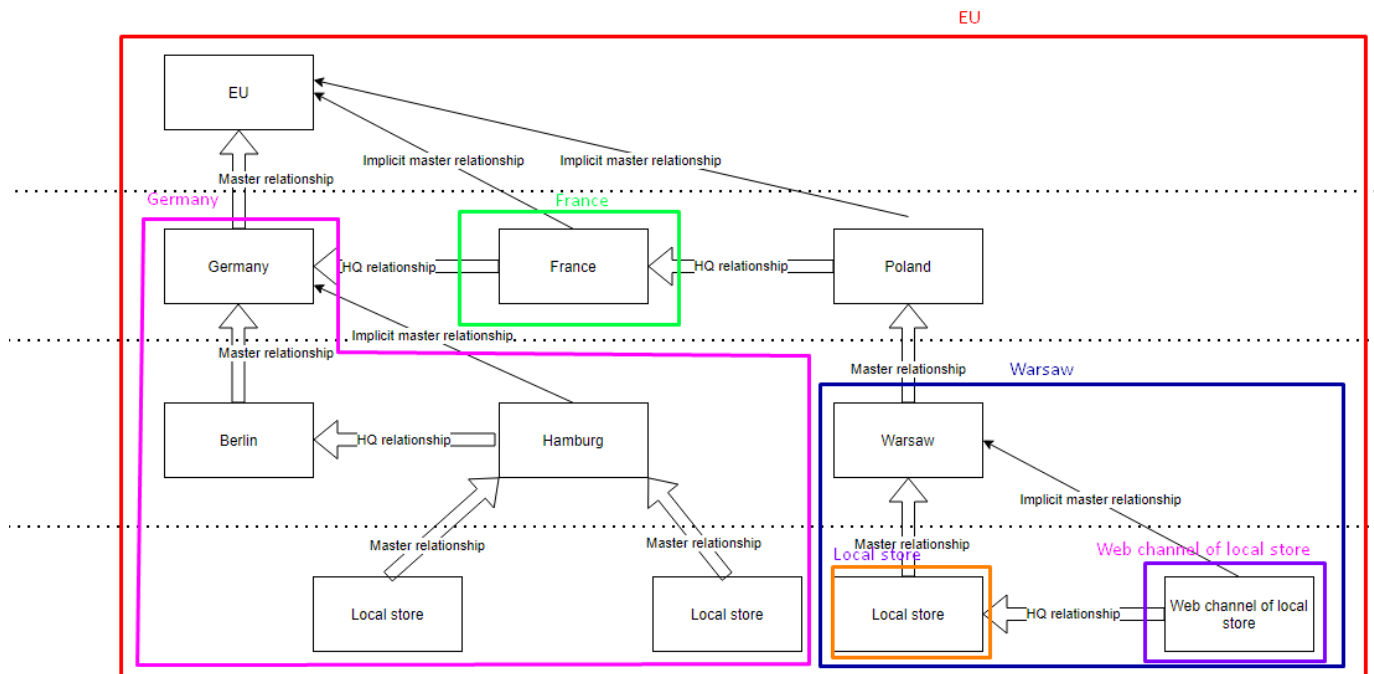 EU
EU
Implicit master relationship
Implicit master relationship
Master relationship
Germany
France
Germany
HQ relationship
France
HQ relationship
Poland
Implicit master relationship
Master relationship
Master relationship
Warsaw
Berlin
HQ relationship
Hamburg
Warsaw
Implicit master relationship
Master relationship
Master relationship
Master relationship
Local store
Web channel of local store
Local store
Local store
Local store
HQ relationship
Web channel of local
store